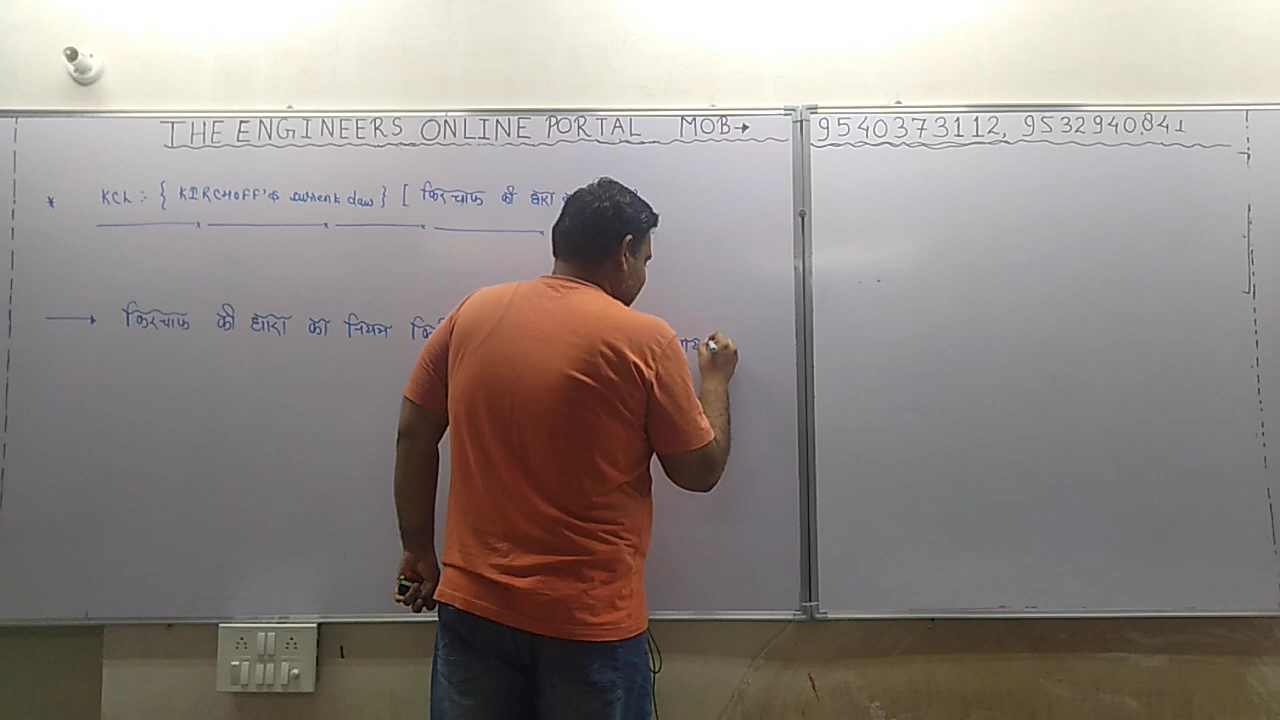 THE ENGINEERS ONLINE PORTAL MOB→ 9540373112, 9532940841
* KCL :- { KIRCHOFF's current law } [ किरचाफ की धारा
→ किरचाफ की धारा का नियम